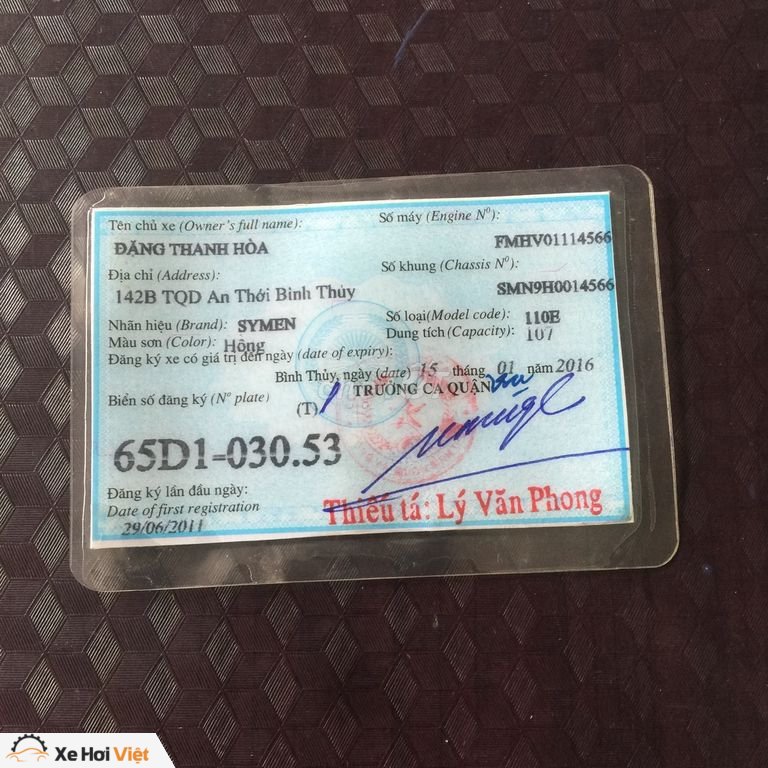 Tên chủ xe (Owner's full name):
ĐẶNG THANH HÒA
Địa chỉ (Address):
142B TQD An Thới Bình Thủy
Nhãn hiệu (Brand): SYMEN
Màu sơn (Color): Hồng
Số máy (Engine Nº):
FMHV01114566
Số khung (Chassis Nº):
SMN9H0014566
Số loại(Model code): 110E
Dung tích (Capacity): 107
Đăng ký xe có giá trị đến ngày (date of expiry):
Bình Thủy, ngày (date) 15 tháng 01 năm 2016
Biển số đăng ký (Nº plate)
(T) TRƯỞNG CA QUẬN
65D1-030.53
Đăng ký lần đầu ngày:
Date of first registration
29/06/2011
Thiếu tá: Lý Văn Phong
Xe Hơi Việt